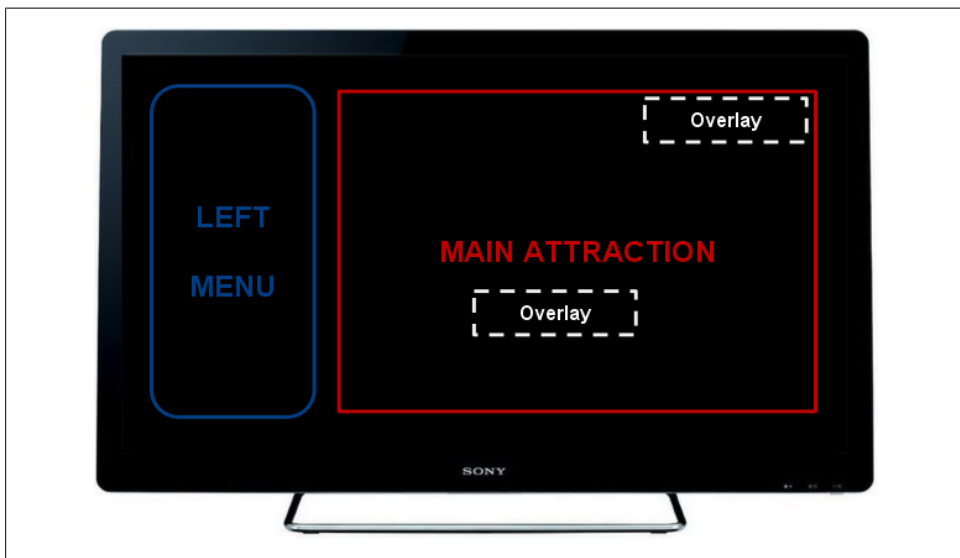 Overlay
LEFT
MENU
MAIN ATTRACTION
Overlay
SONY